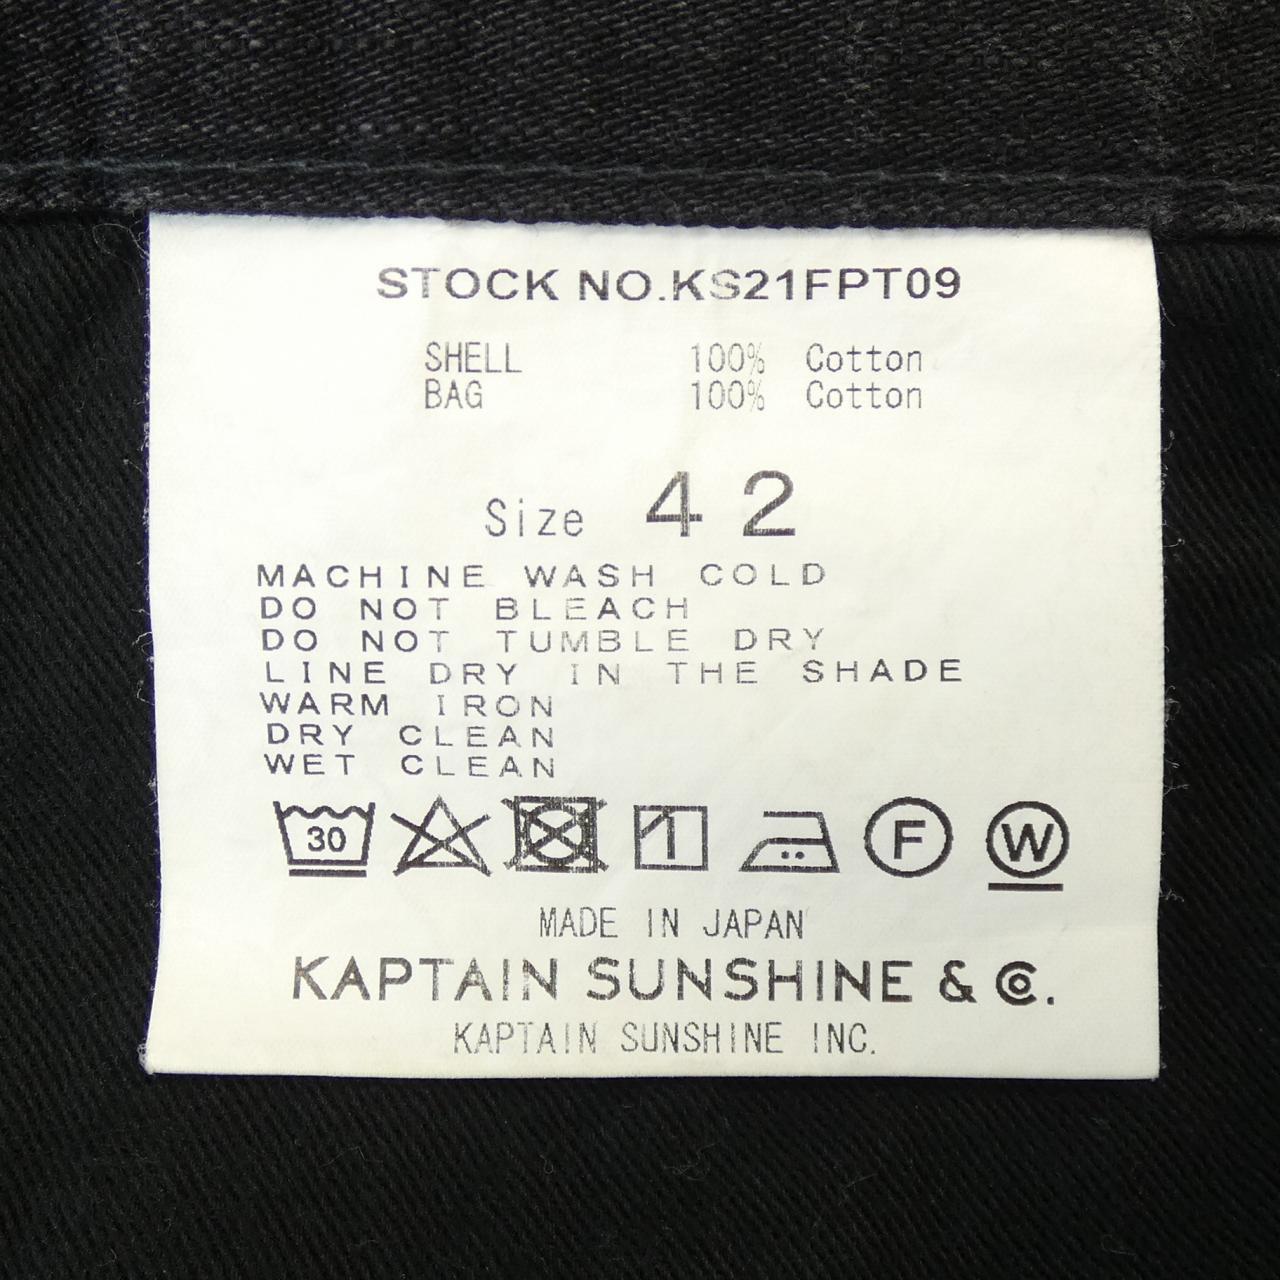 STOCK NO.KS21FPT09
SHELL 100% Cotton
BAG 100% Cotton
Size 42
MACHINE WASH COLD
DO NOT BLEACH
DO NOT TUMBLE DRY
LINE DRY IN THE SHADE
WARM IRON
DRY CLEAN
WET CLEAN
30 F W
MADE IN JAPAN
KAPTAIN SUNSHINE & Co.
KAPTAIN SUNSHINE INC.